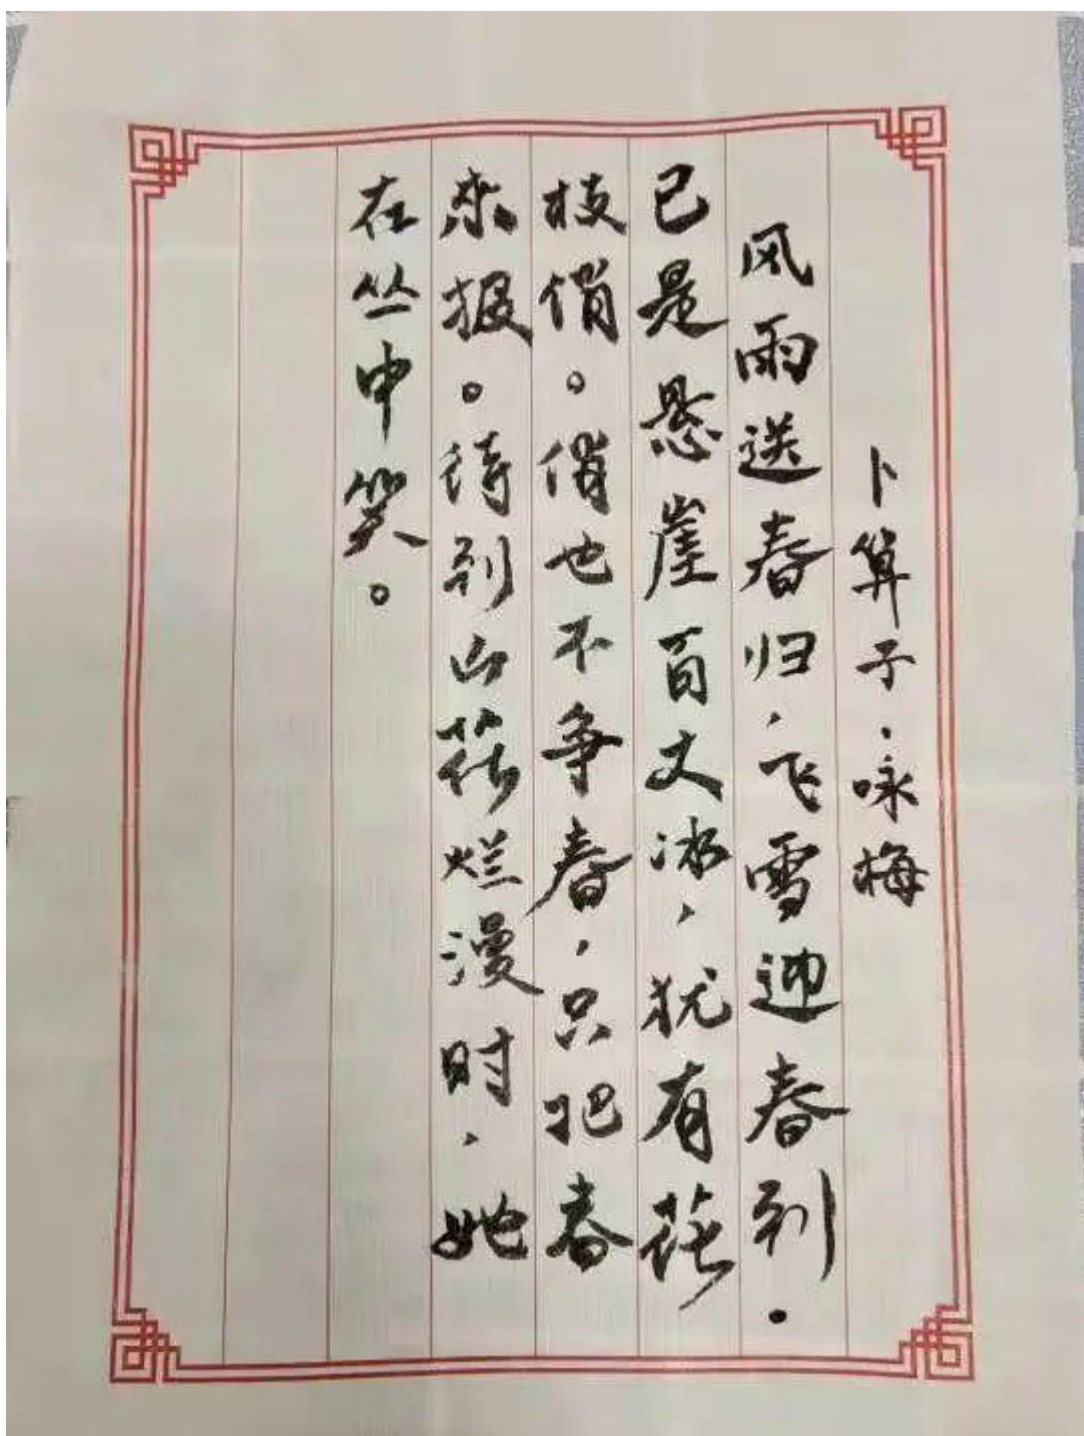 卜算子·咏梅
风雨送春归，飞雪迎春到.
已是悬崖百丈冰，犹有花
枝俏。俏也不争春，只把春
来报。待到山花烂漫时，她
在丛中笑。